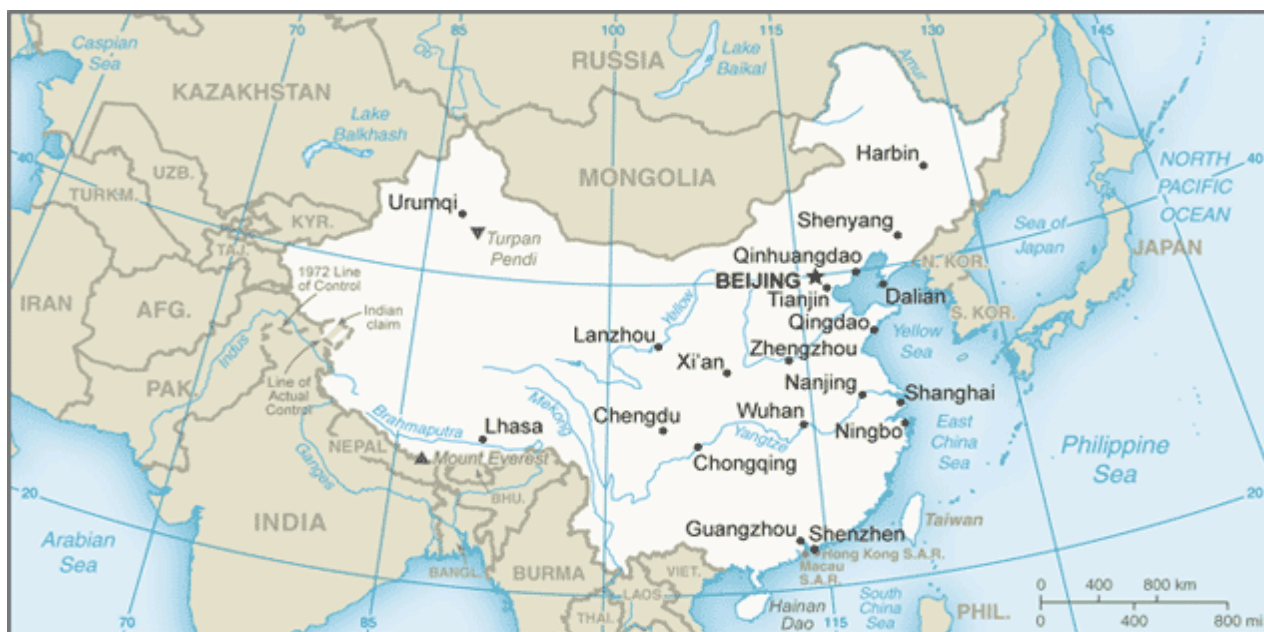 70
85
100
115
130
145
Caspian
Sea
Ob
RUSSIA
Lake
Baikal
Amur
KAZAKHSTAN
Lake
Balkhash
Harbin
40
40
NORTH
PACIFIC
OCEAN
UZB.
MONGOLIA
TURKM.
Urumqi
KYR.
Shenyang
Sea of
Japan
Turpan
Pendi
TAJ.
JAPAN
Qinhuangdao
N. KOR.
1972 Line
of Control
BEIJING
Tianjin
Dalian
IRAN
AFG.
Indian
claim
Yellow
S. KOR.
Qingdao
Yellow
Sea
Lanzhou
Zhengzhou
Indus
Xi'an
PAK.
Line of
Actual
Control
Nanjing
Shanghai
Mekong
Chengdu
Wuhan
Brahmaputra
Lhasa
Ningbo
East
China
Sea
Yangtze
Philippine
Sea
NEPAL
Mount Everest
Chongqing
Ganges
BHU.
20
20
INDIA
Taiwan
Guangzhou
Shenzhen
Arabian
Sea
Hong Kong S.A.R.
Macau
S.A.R.
BANGL.
BURMA
VIET.
LAOS
0 400 800 km
Hainan
Dao
South
China
Sea
PHIL.
THAI.
0 400 800 mi
70
85
115